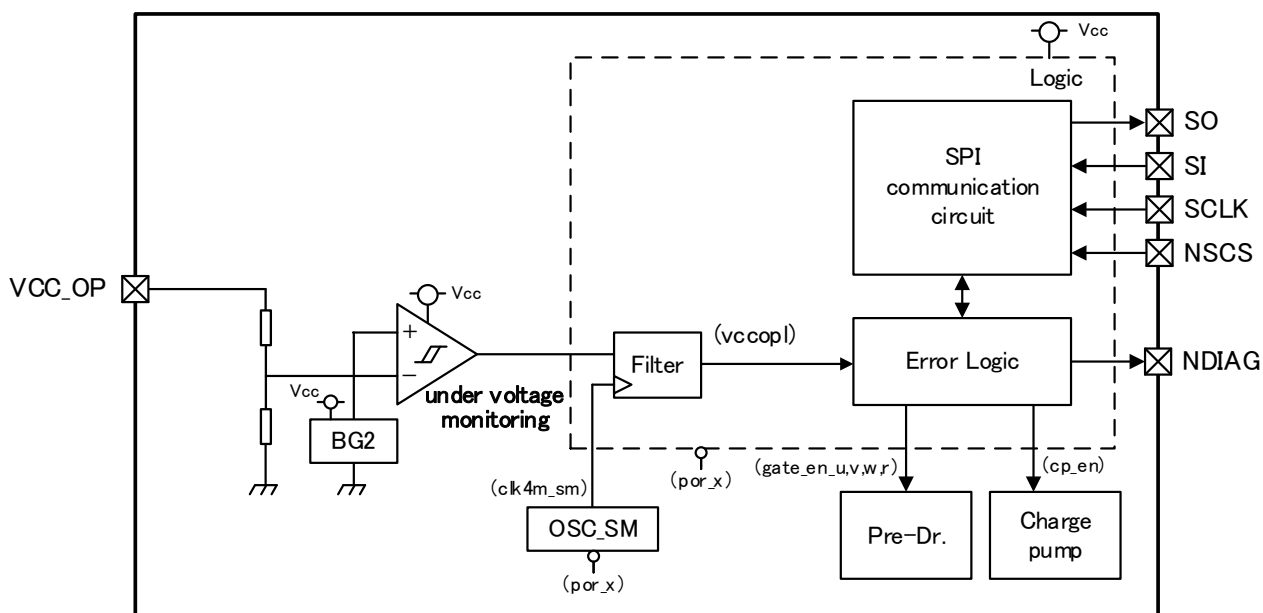 Vcc
Logic
SO
SPI
communication
circuit
SI
SCLK
NSCS
VCC_OP
Vcc
+
−
(vccopl)
Filter
Error Logic
NDIAG
Vcc
under voltage
monitoring
BG2
(por_x)
(gate_en_u,v,w,r)
(cp_en)
(clk4m_sm)
OSC_SM
Pre-Dr.
Charge
pump
(por_x)